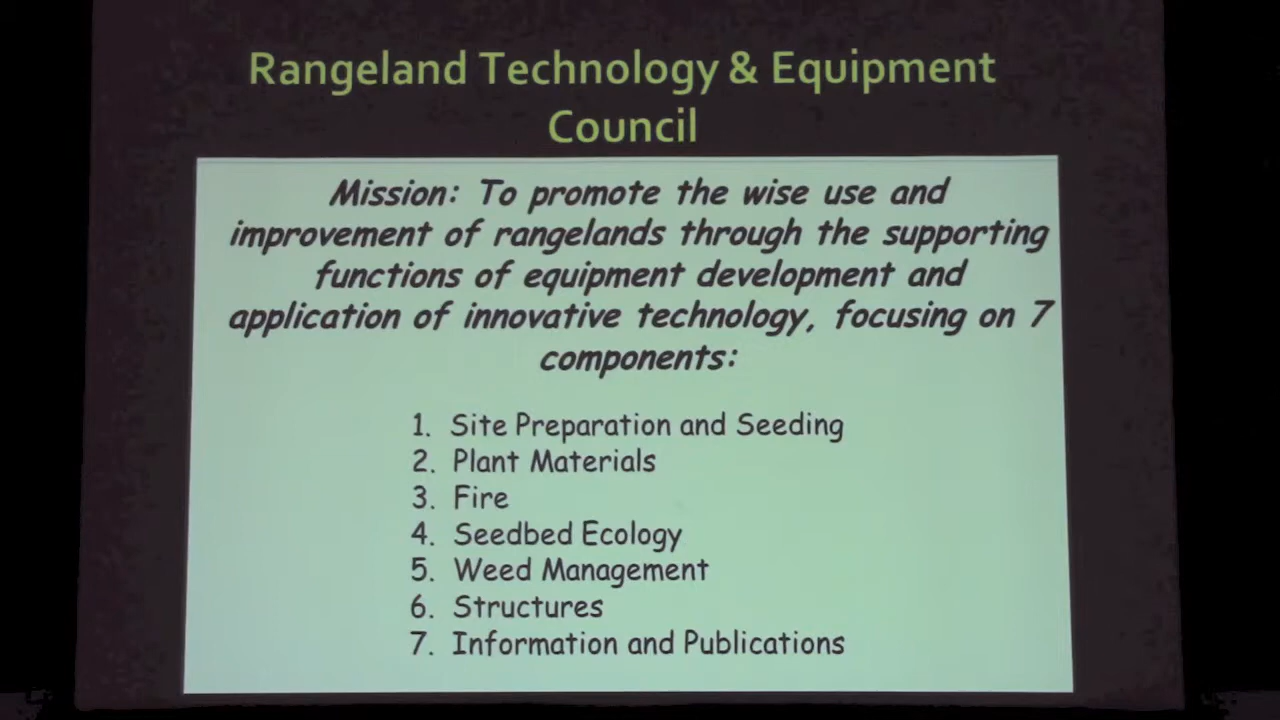 Rangeland Technology & Equipment
Council
Mission: To promote the wise use and
improvement of rangelands through the supporting
functions of equipment development and
application of innovative technology, focusing on 7
components:
1. Site Preparation and Seeding
2. Plant Materials
3. Fire
4. Seedbed Ecology
5. Weed Management
6. Structures
7. Information and Publications